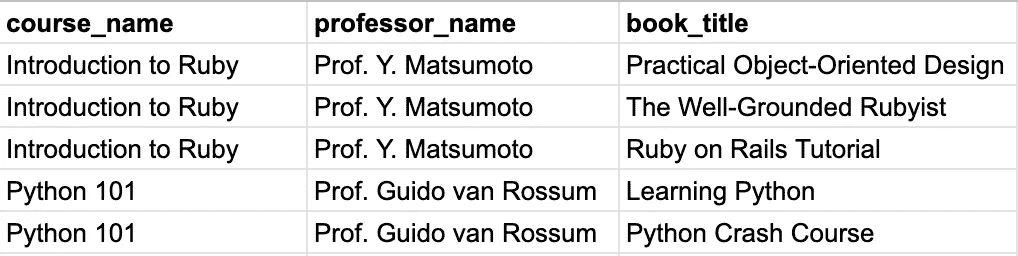 course_name professor_name book_title
Introduction to Ruby Prof. Y. Matsumoto Practical Object-Oriented Design
Introduction to Ruby Prof. Y. Matsumoto The Well-Grounded Rubyist
Introduction to Ruby Prof. Y. Matsumoto Ruby on Rails Tutorial
Python 101 Prof. Guido van Rossum Learning Python
Python 101 Prof. Guido van Rossum Python Crash Course